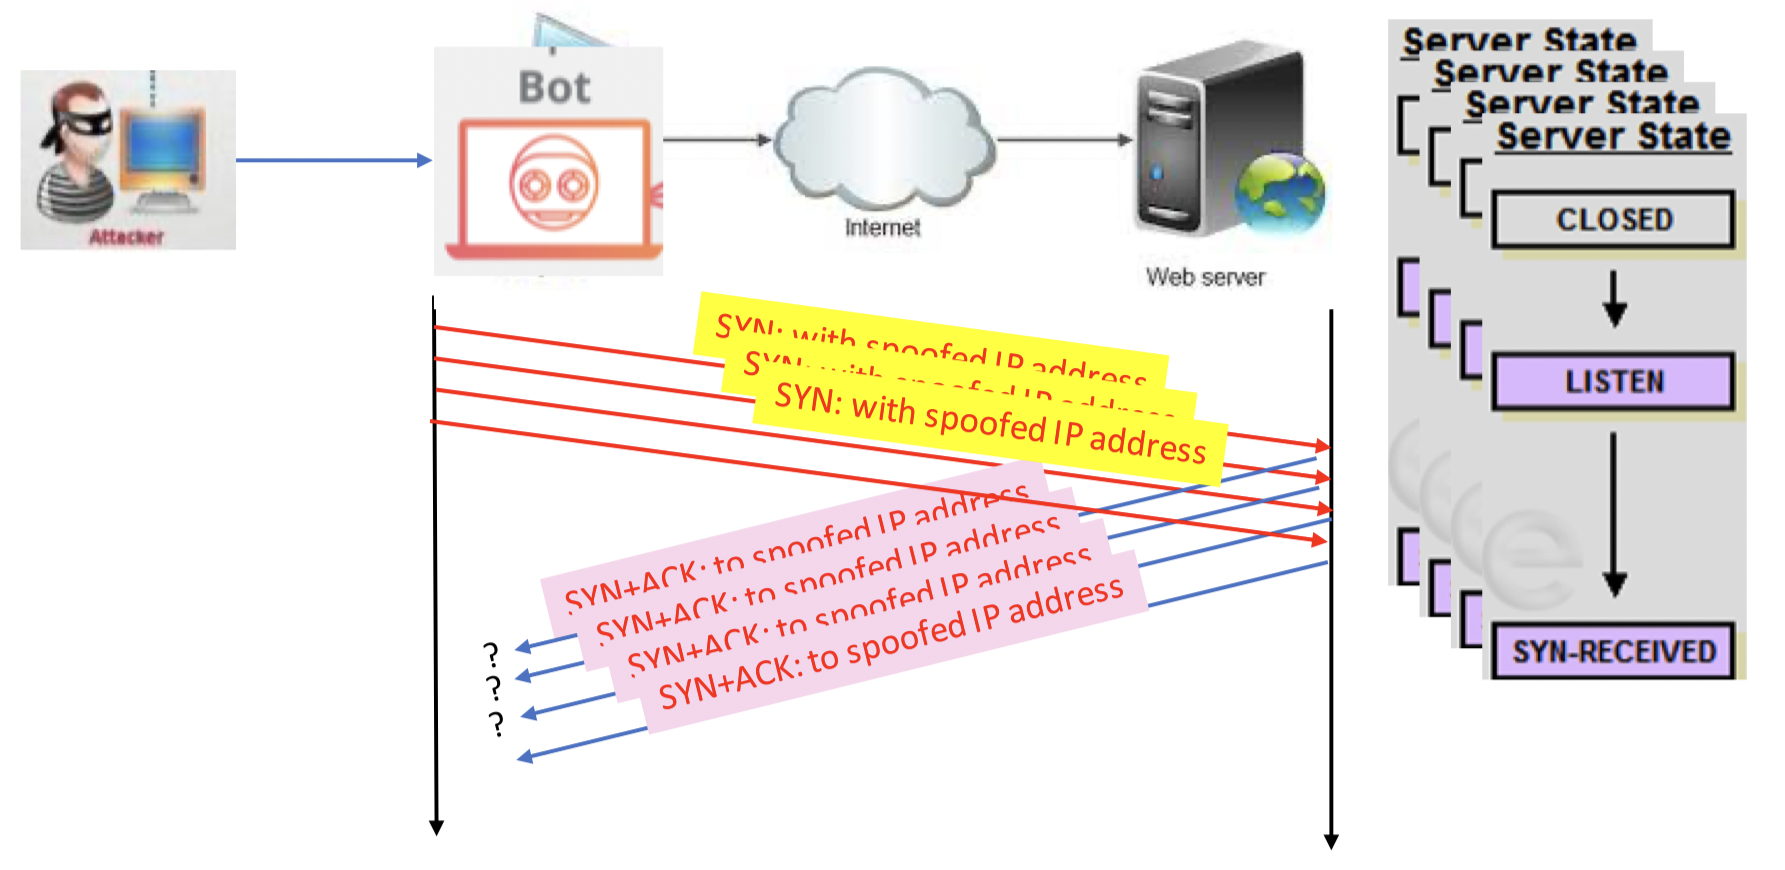 Attacker
Bot
Internet
Web server
SYN: with spoofed IP address
SYN: with spoofed IP address
SYN: with spoofed IP address
SYN+ACK: to spoofed IP address
SYN+ACK: to spoofed IP address
SYN+ACK: to spoofed IP address
SYN+ACK: to spoofed IP address
?
?
?
Server State
Server State
Server State
Server State
CLOSED
LISTEN
SYN-RECEIVED
e